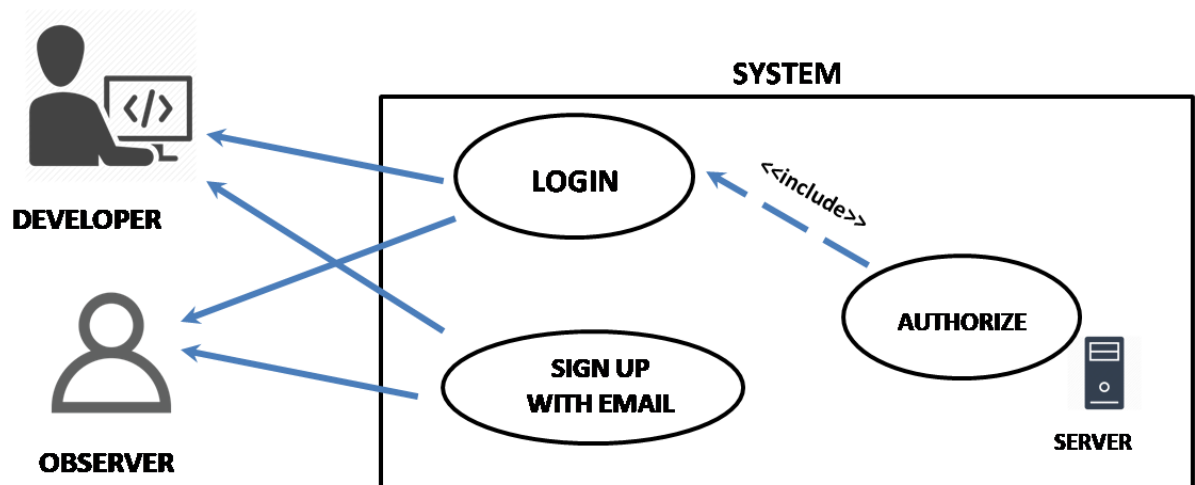 SYSTEM
</>
LOGIN
<<include>>
DEVELOPER
AUTHORIZE
SIGN UP
WITH EMAIL
SERVER
OBSERVER